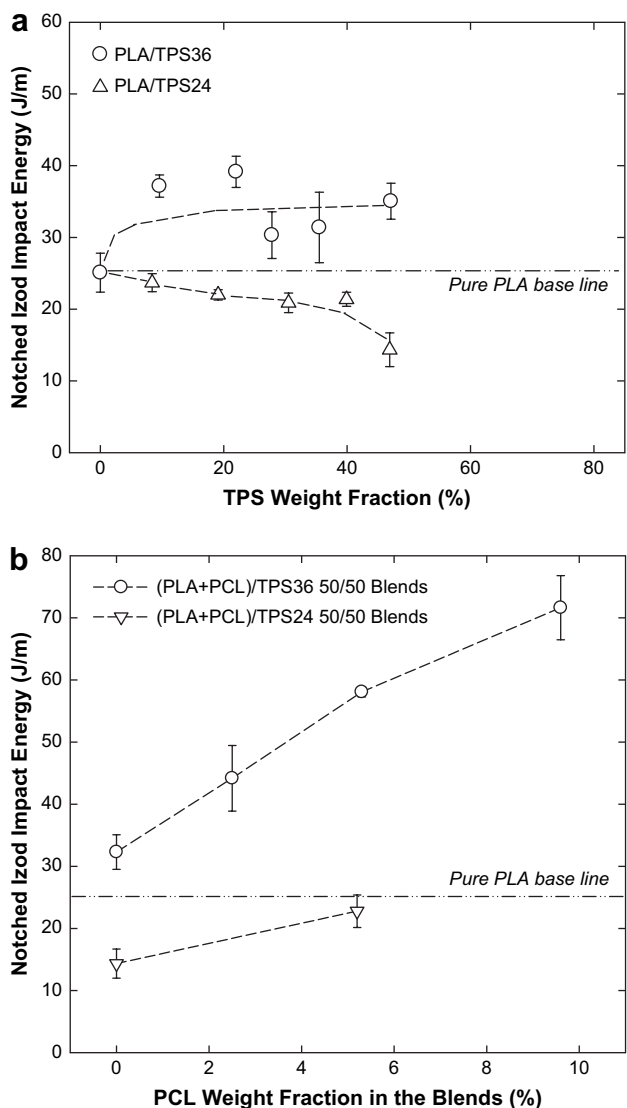 a
60
50
40
30
20
10
0
Notched Izod Impact Energy (J/m)
PLA/TPS36
PLA/TPS24
Pure PLA base line
0 20 40 60 80
TPS Weight Fraction (%)
b
80
70
60
50
40
30
20
10
0
Notched Izod Impact Energy (J/m)
(PLA+PCL)/TPS36 50/50 Blends
(PLA+PCL)/TPS24 50/50 Blends
Pure PLA base line
0 2 4 6 8 10
PCL Weight Fraction in the Blends (%)